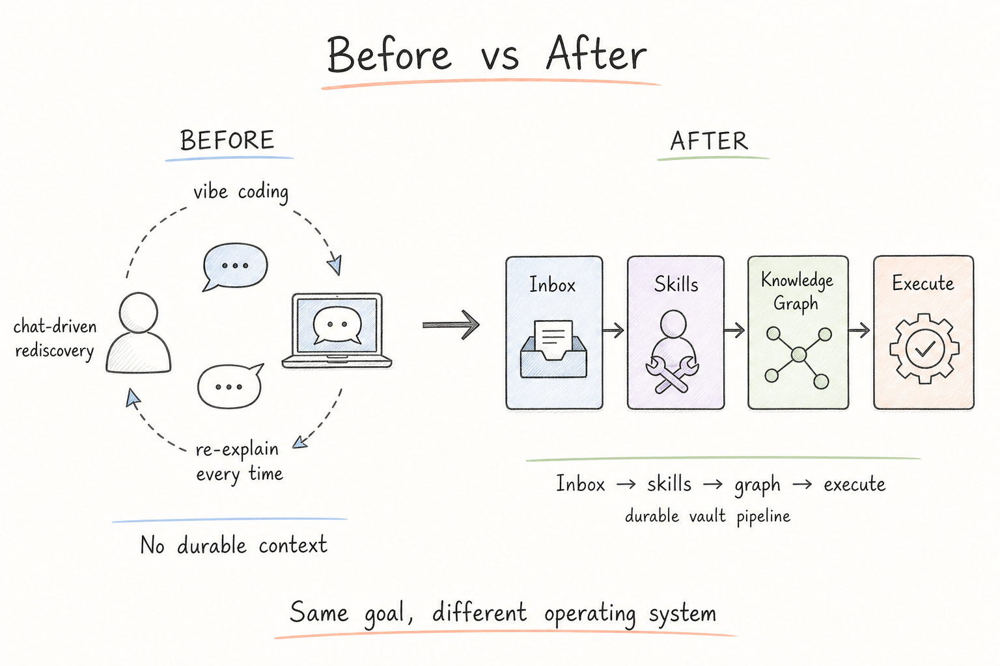 Before vs After
BEFORE
vibe coding
chat-driven
rediscovery
re-explain
every time
No durable context
AFTER
Inbox
Skills
Knowledge
Graph
Execute
Inbox → skills → graph → execute
durable vault pipeline
Same goal, different operating system